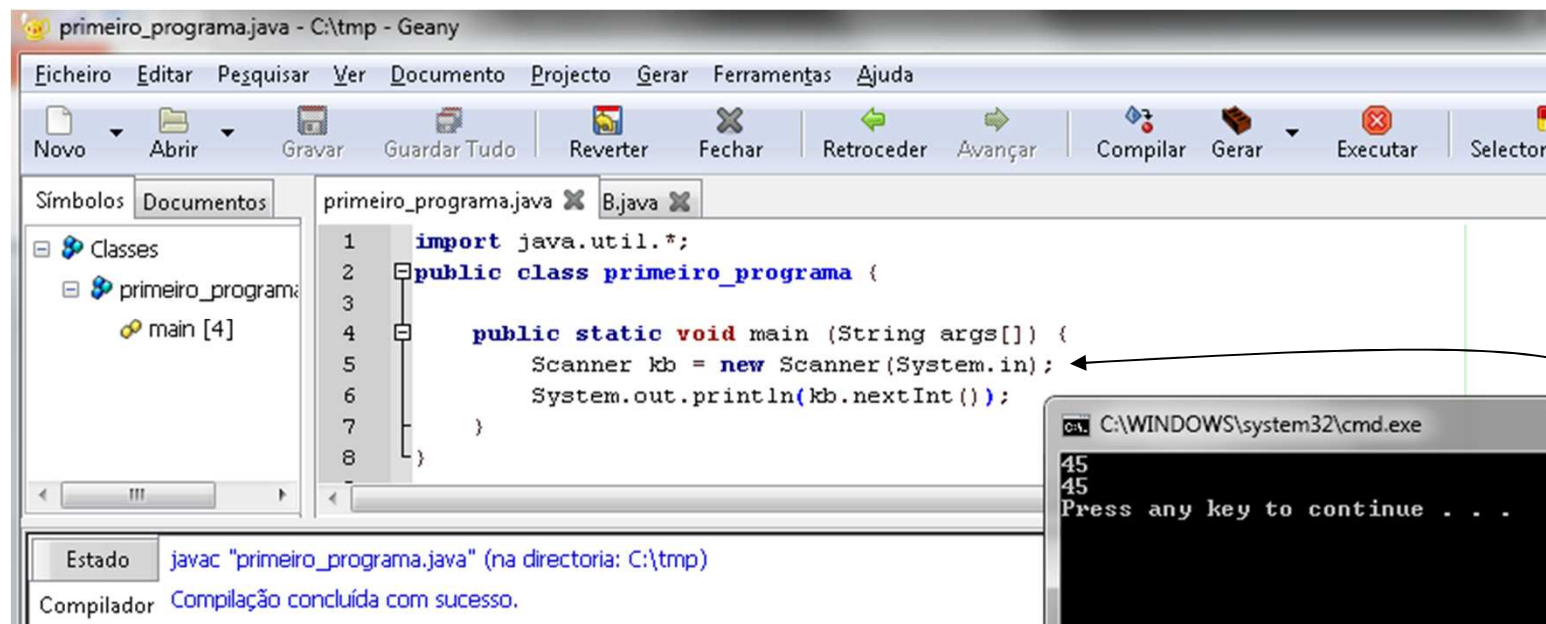 primeiro_programa.java - C:\tmp - Geany
Ficheiro Editar Pesquisar Ver Documento Projecto Gerar Ferramentas Ajuda
Novo Abrir Gravar Guardar Tudo Reverter Fechar Retroceder Avançar Compilar Gerar Executar Selector
Símbolos Documentos primeiro_programa.java B.java
Classes
primeiro_programa
main [4]
1 import java.util.*;
2 public class primeiro_programa {
3
4 public static void main (String args[]) {
5 Scanner kb = new Scanner(System.in);
6 System.out.println(kb.nextInt());
7 }
8 }
C:\WINDOWS\system32\cmd.exe
45
45
Press any key to continue . . .
Estado javac "primeiro_programa.java" (na directoria: C:\tmp)
Compilador Compilação concluída com sucesso.